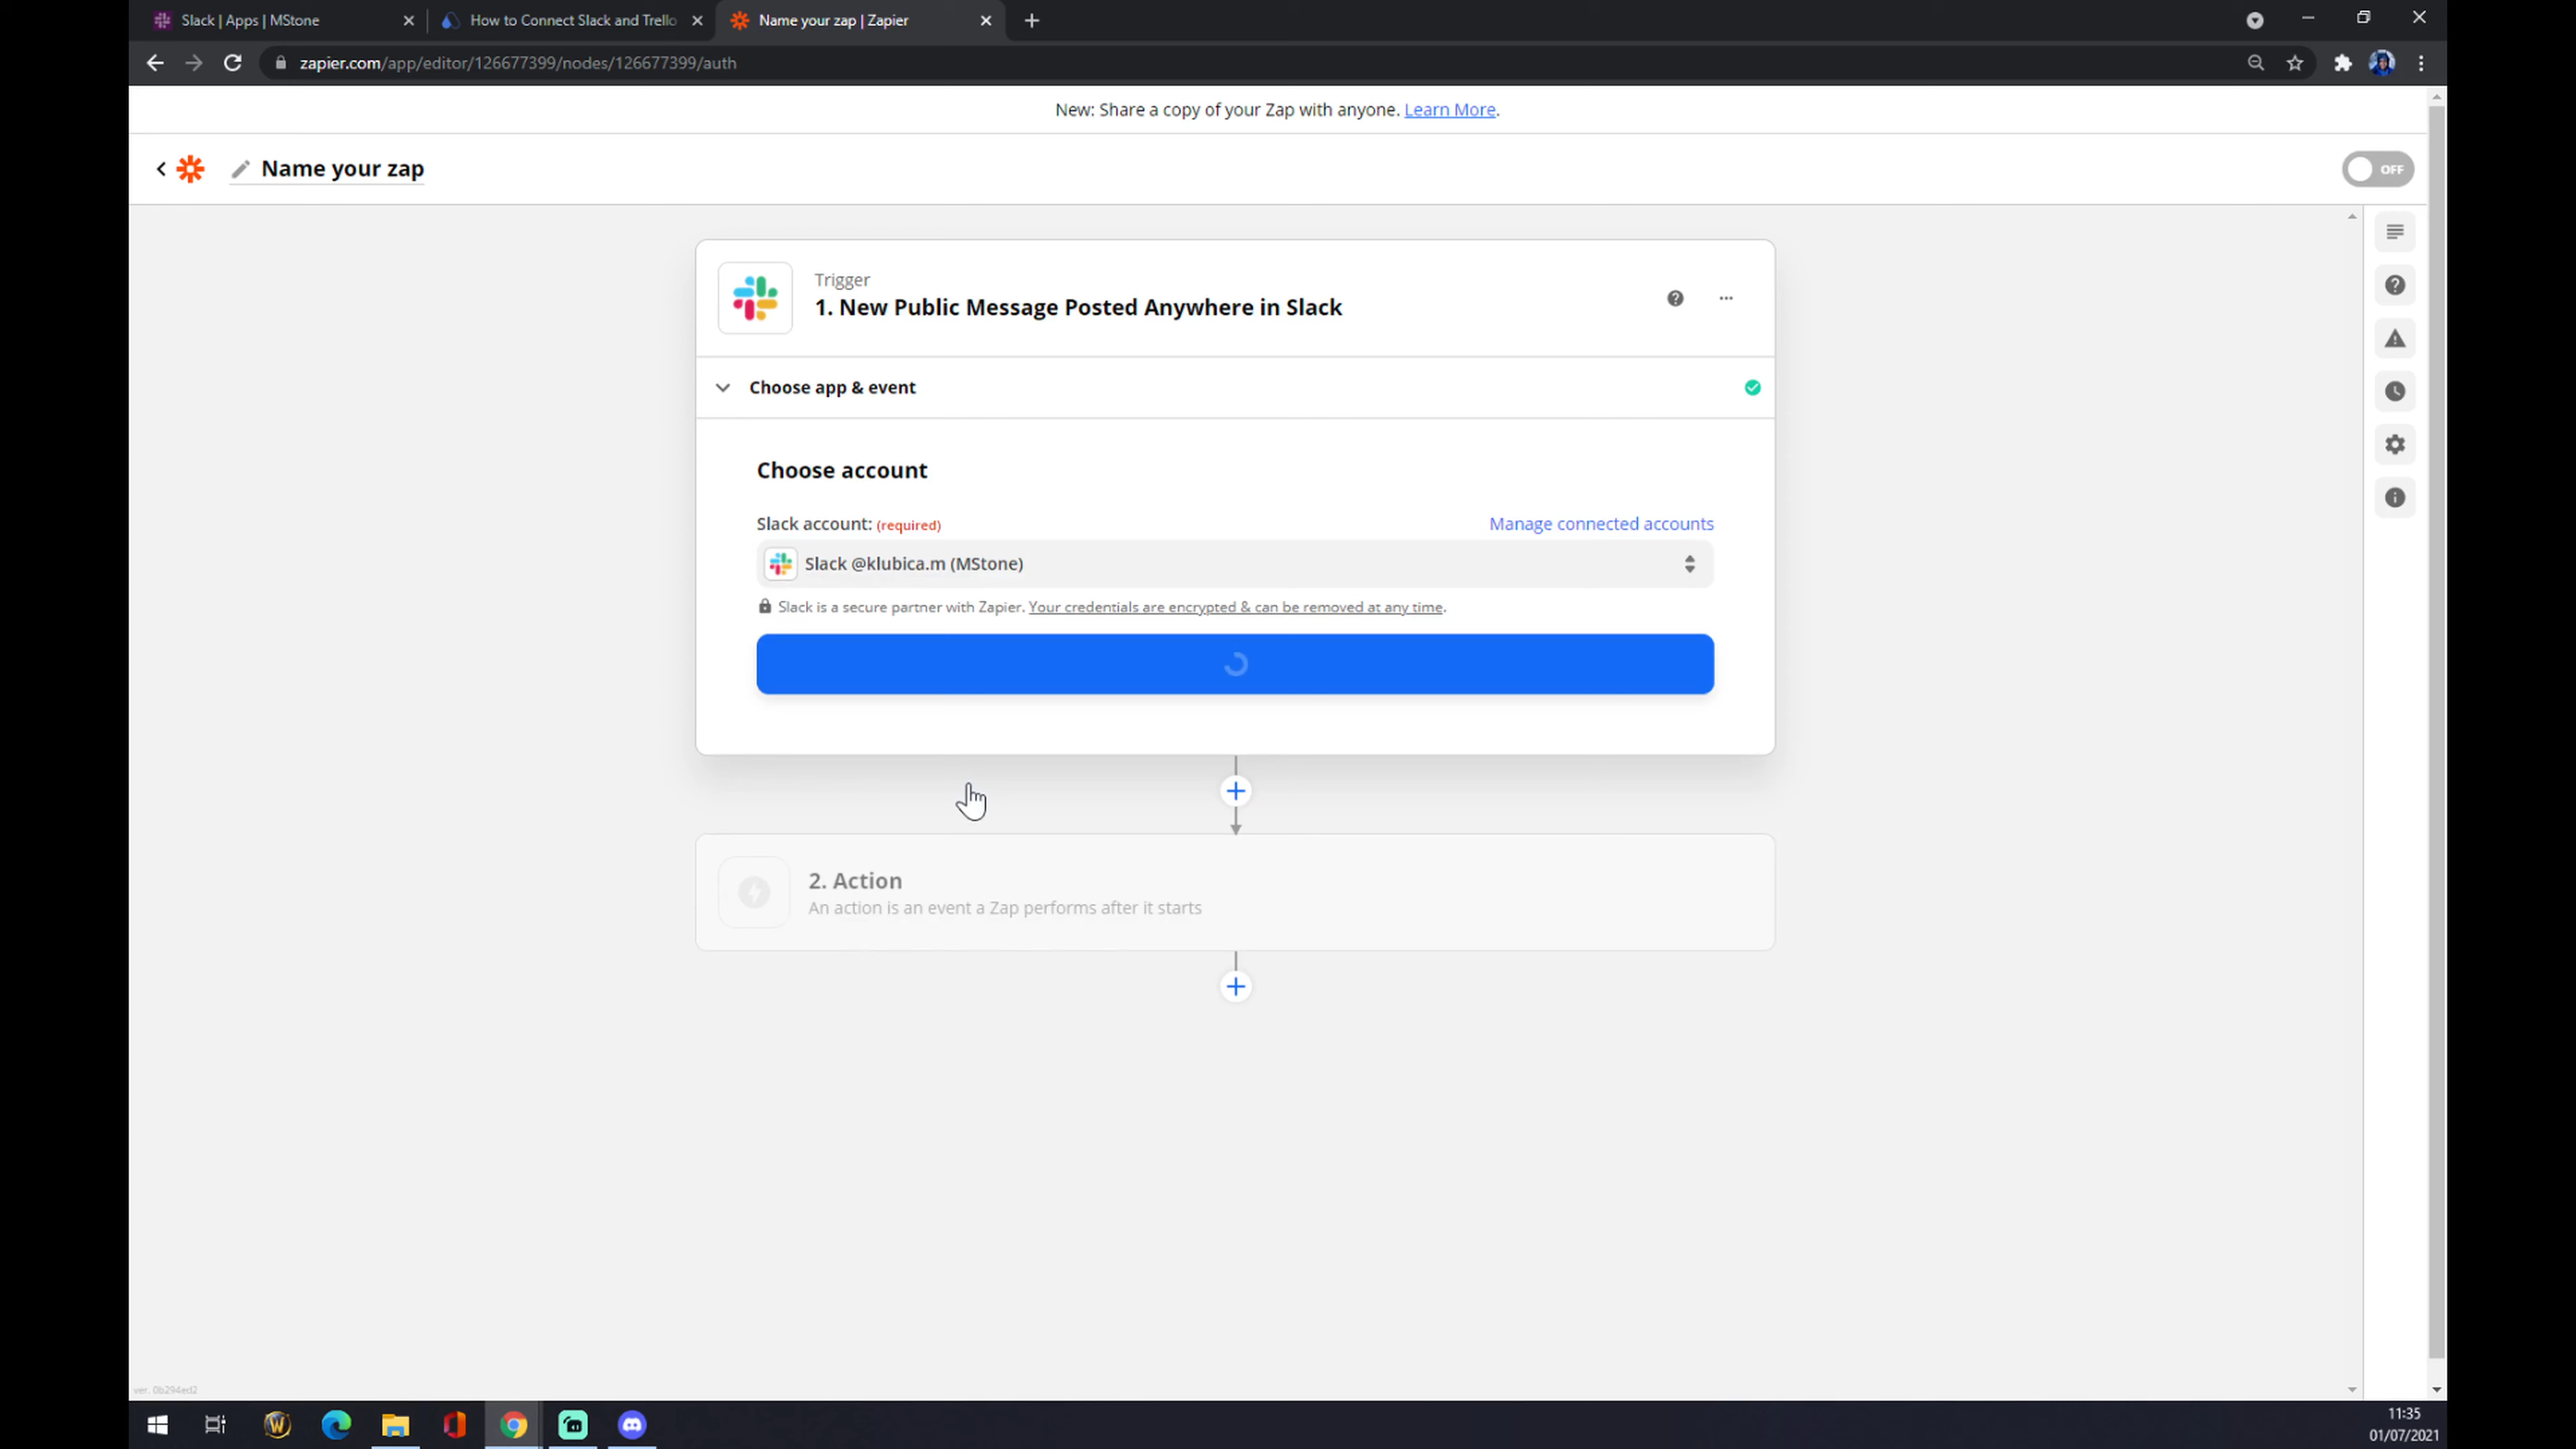 Slack | Apps | MStone
How to Connect Slack and Trello
Name your zap | Zapier
zapier.com/app/editor/126677399/nodes/126677399/auth
New: Share a copy of your Zap with anyone. Learn More.
Name your zap
OFF
Trigger
1. New Public Message Posted Anywhere in Slack
Choose app & event
Choose account
Slack account: (required)
Manage connected accounts
Slack @klubica.m (MStone)
Slack is a secure partner with Zapier. Your credentials are encrypted & can be removed at any time.
2. Action
An action is an event a Zap performs after it starts
ver. 0b294ed2
11:35
01/07/2021